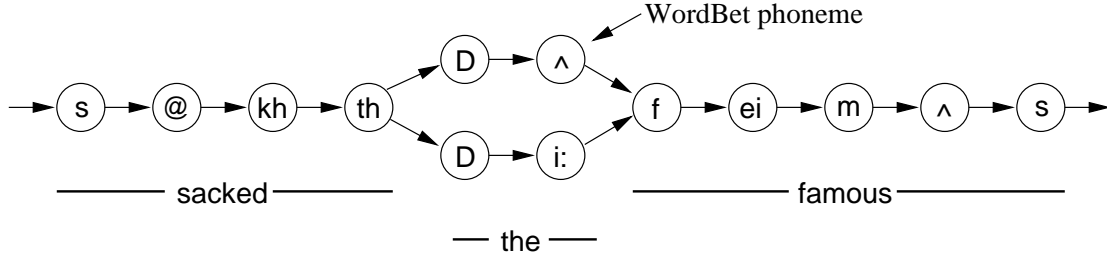 WordBet phoneme
D ^
s @ kh th f ei m ^ s
D i:
sacked famous
the